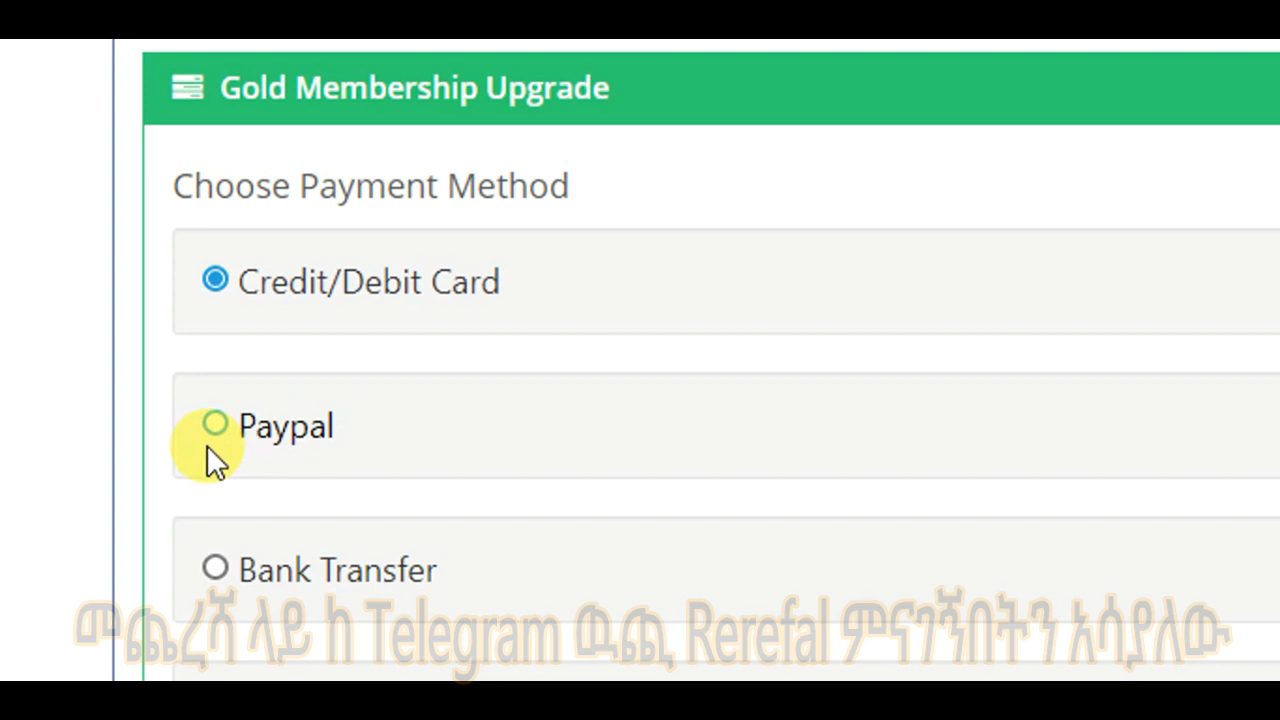 Gold Membership Upgrade
Choose Payment Method
Credit/Debit Card
Paypal
Bank Transfer
መጨረሻ ላይ ከ Telegram ዉጪ Rerefal ምናገኝበትን አሳያለው